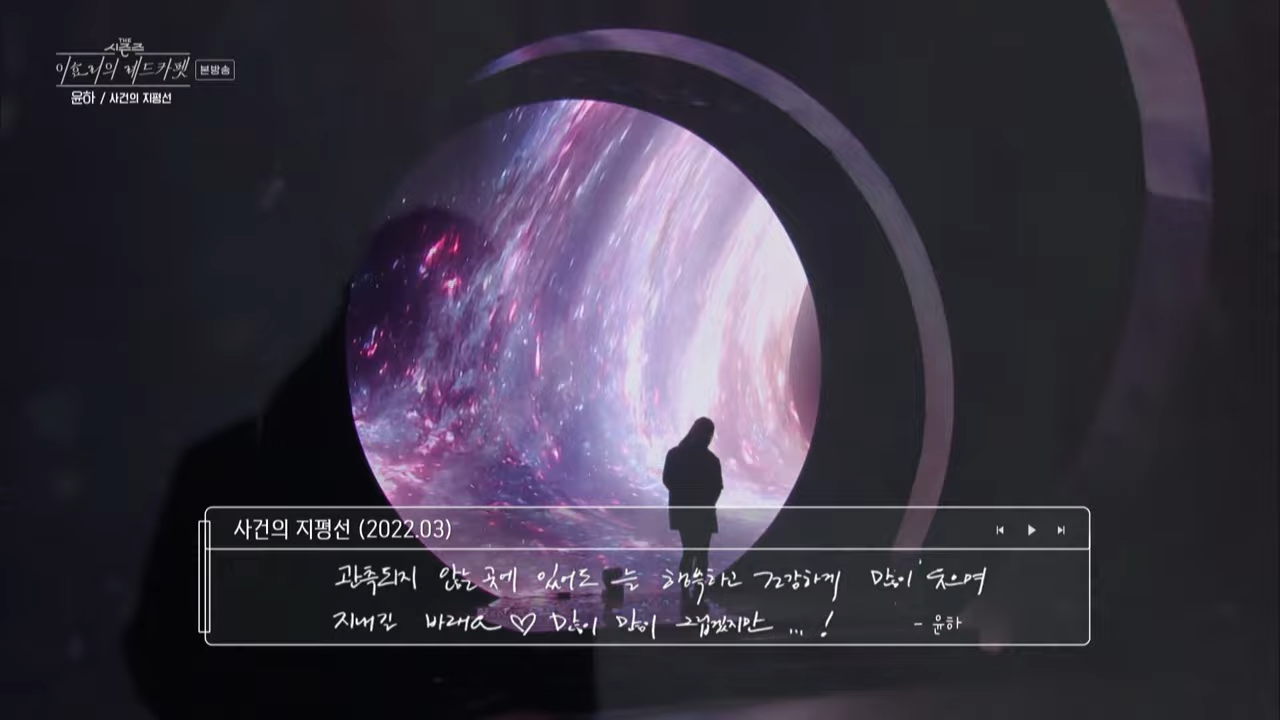 THE
시즌즈
이효리의 레드카펫 본방송
윤하 / 사건의 지평선
사건의 지평선 (2022.03)
관측되지 않는 곳에 있어도 늘 행복하고 건강하게 많이 웃으며
지내길 바래요 ♡ 많이 많이 그립겠지만 ... !
- 윤하